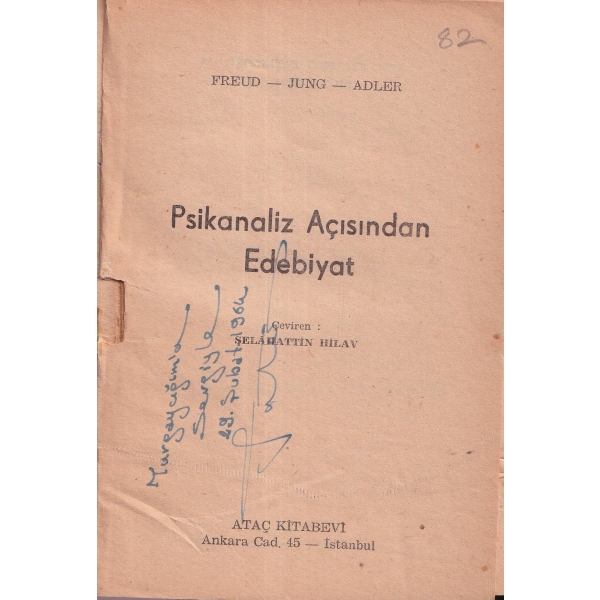 82
FREUD — JUNG — ADLER
Psikanaliz Açısından
Edebiyat
Çeviren :
SELÂHATTİN HİLAV
Sevgiyle
29. Şubat. 1964
ATAÇ KİTABEVİ
Ankara Cad. 45 — İstanbul